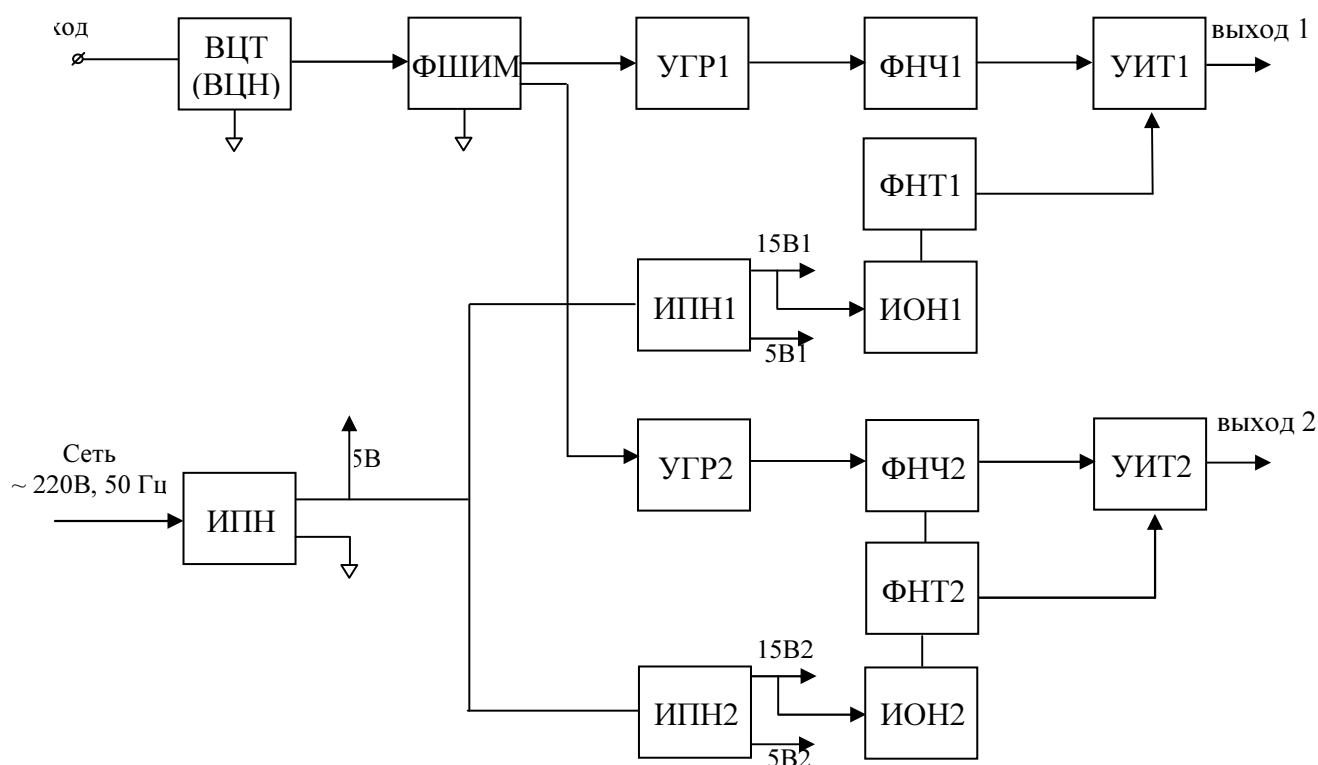 ход
ВЦТ
(ВЦН)
ФШИМ
УГР1
ФНЧ1
УИТ1
выход 1
ФНТ1
15В1
ИПН1
ИОН1
5В1
Сеть
~ 220В, 50 Гц
5В
ИПН
УГР2
ФНЧ2
УИТ2
выход 2
ФНТ2
15В2
ИПН2
ИОН2
5В2